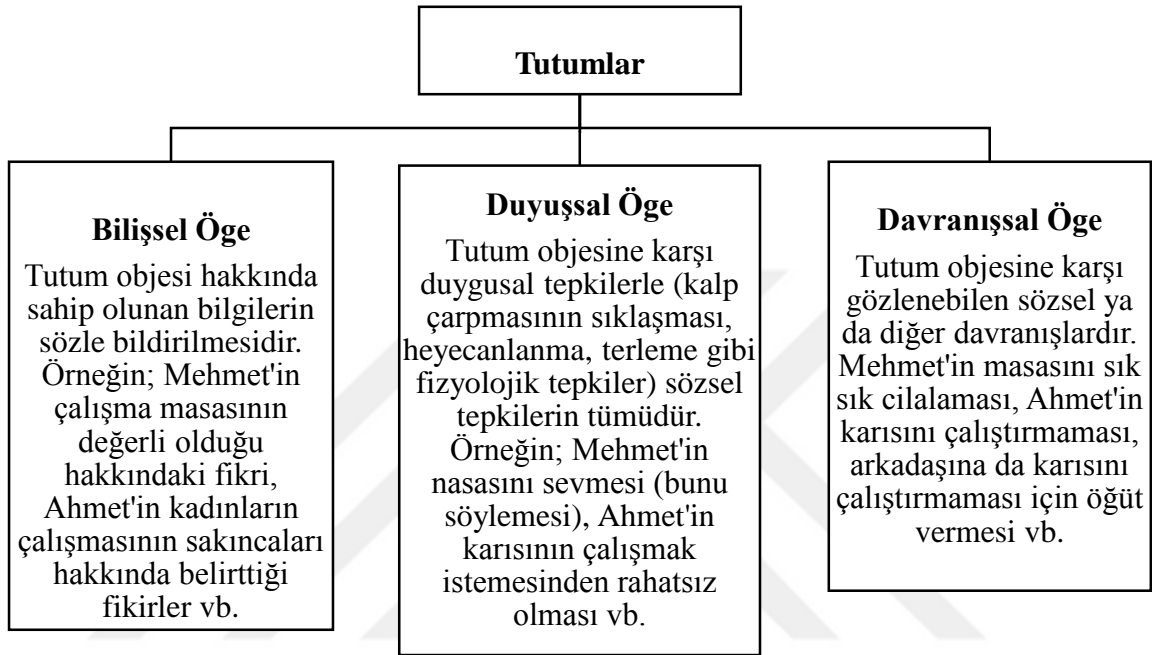 Tutumlar
Bilişsel Öge
Tutum objesi hakkında
sahip olunan bilgilerin
sözle bildirilmesidir.
Örneğin; Mehmet'in
çalışma masasının
değerli olduğu
hakkındaki fikri,
Ahmet'in kadınların
çalışmasının sakıncaları
hakkında belirttiği
fikirler vb.
Duyuşsal Öge
Tutum objesine karşı
duygusal tepkilerle (kalp
çarpmasının sıklaşması,
heyecanlanma, terleme gibi
fizyolojik tepkiler) sözsel
tepkilerin tümüdür.
Örneğin; Mehmet'in
nasasını sevmesi (bunu
söylemesi), Ahmet'in
karısının çalışmak
istemesinden rahatsız
olması vb.
Davranışsal Öge
Tutum objesine karşı
gözlenebilen sözsel ya
da diğer davranışlardır.
Mehmet'in masasını sık
sık cilalaması, Ahmet'in
karısını çalıştırmaması,
arkadaşına da karısını
çalıştırmaması için öğüt
vermesi vb.